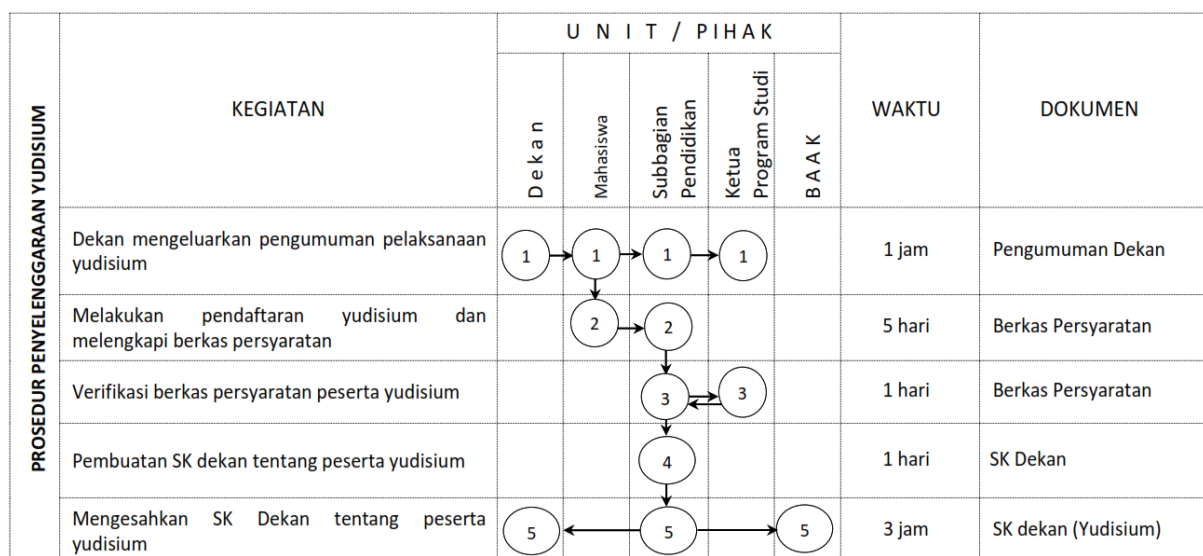 PROSEDUR PENYELENGGARAAN YUDISIUM
KEGIATAN
U N I T / P I H A K
D e k a n
Mahasiswa
Subbagian
Pendidikan
Ketua
Program Studi
B A A K
WAKTU
DOKUMEN
Dekan mengeluarkan pengumuman pelaksanaan
yudisium
1
1
1
1
1 jam
Pengumuman Dekan
Melakukan pendaftaran yudisium dan
melengkapi berkas persyaratan
2
2
5 hari
Berkas Persyaratan
Verifikasi berkas persyaratan peserta yudisium
3
3
1 hari
Berkas Persyaratan
Pembuatan SK dekan tentang peserta yudisium
4
1 hari
SK Dekan
Mengesahkan SK Dekan tentang peserta
yudisium
5
5
5
3 jam
SK dekan (Yudisium)